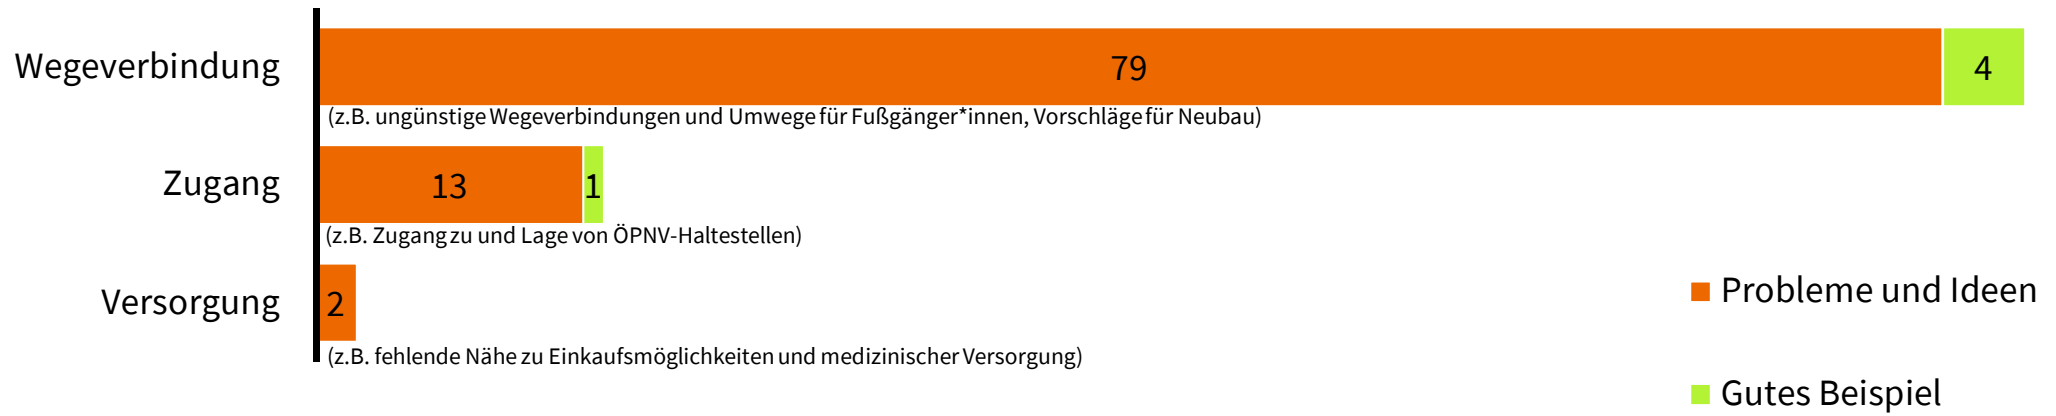 Wegeverbindung
79
4
(z.B. ungünstige Wegeverbindungen und Umwege für Fußgänger*innen, Vorschläge für Neubau)
Zugang
13
1
(z.B. Zugang zu und Lage von ÖPNV-Haltestellen)
Versorgung
2
(z.B. fehlende Nähe zu Einkaufsmöglichkeiten und medizinischer Versorgung)
Probleme und Ideen
Gutes Beispiel